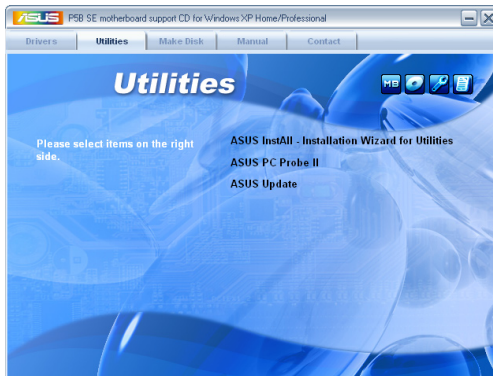 ASUS P5B SE motherboard support CD for Windows XP Home/Professional
Drivers Utilities Make Disk Manual Contact
Utilities
MB
Please select items on the right
side.
ASUS InstAll - Installation Wizard for Utilities
ASUS PC Probe II
ASUS Update